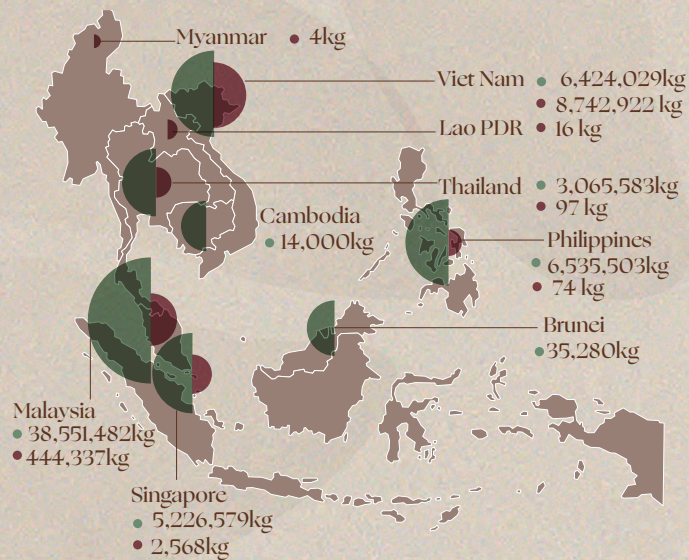 Myanmar 4kg
Viet Nam 6,424,029kg
8,742,922 kg
Lao PDR 16 kg
Thailand 3,065,583kg
97 kg
Cambodia
14,000kg
Philippines
6,535,503kg
74 kg
Brunei
35,280kg
Malaysia
38,551,482kg
444,337kg
Singapore
5,226,579kg
2,568kg